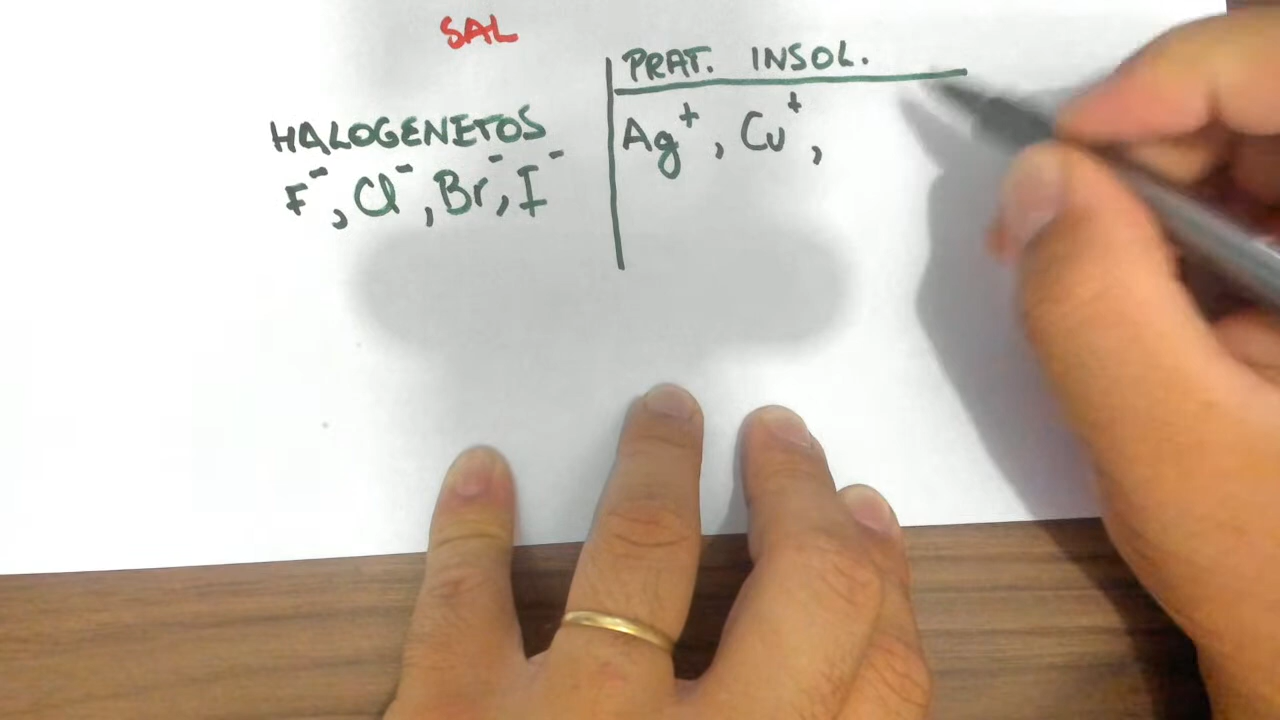 SAL
PRAT. INSOL.
HALOGENETOS
Ag⁺, Cu⁺,
F⁻, Cl⁻, Br⁻, I⁻